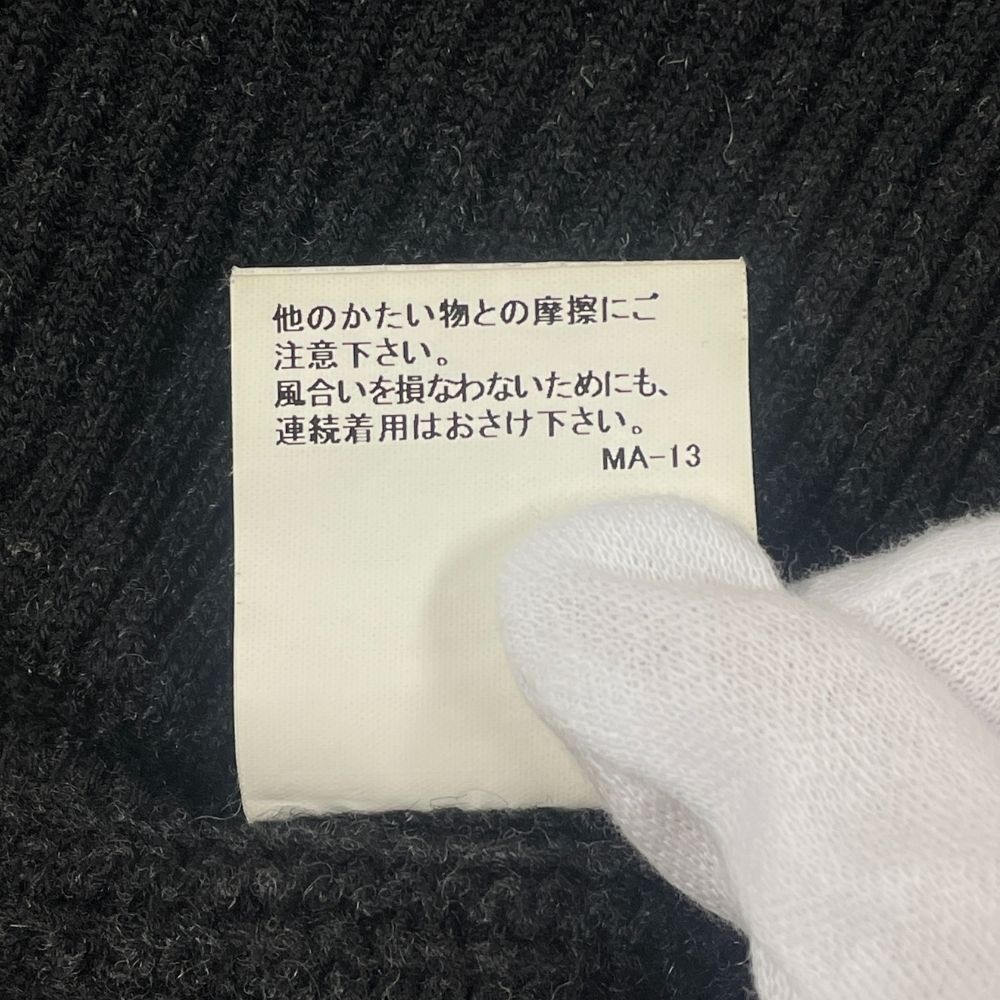 他のかたい物との摩擦にご
注意下さい。
風合いを損なわないためにも、
連続着用はおさけ下さい。
MA-13